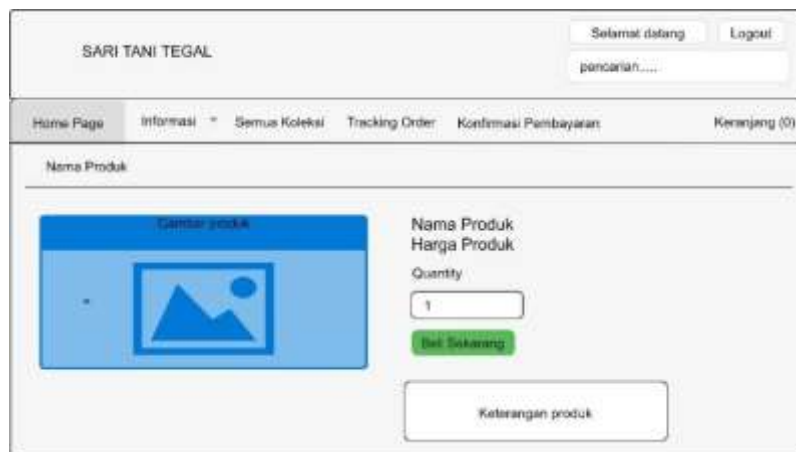 SARI TANI TEGAL
Selamat datang
Logout
pencarian.....
Home Page
Informasi
Semua Koleksi
Tracking Order
Konfirmasi Pembayaran
Keranjang (0)
Nama Produk
Gambar produk
Nama Produk
Harga Produk
Quantity
1
Beli Sekarang
Keterangan produk